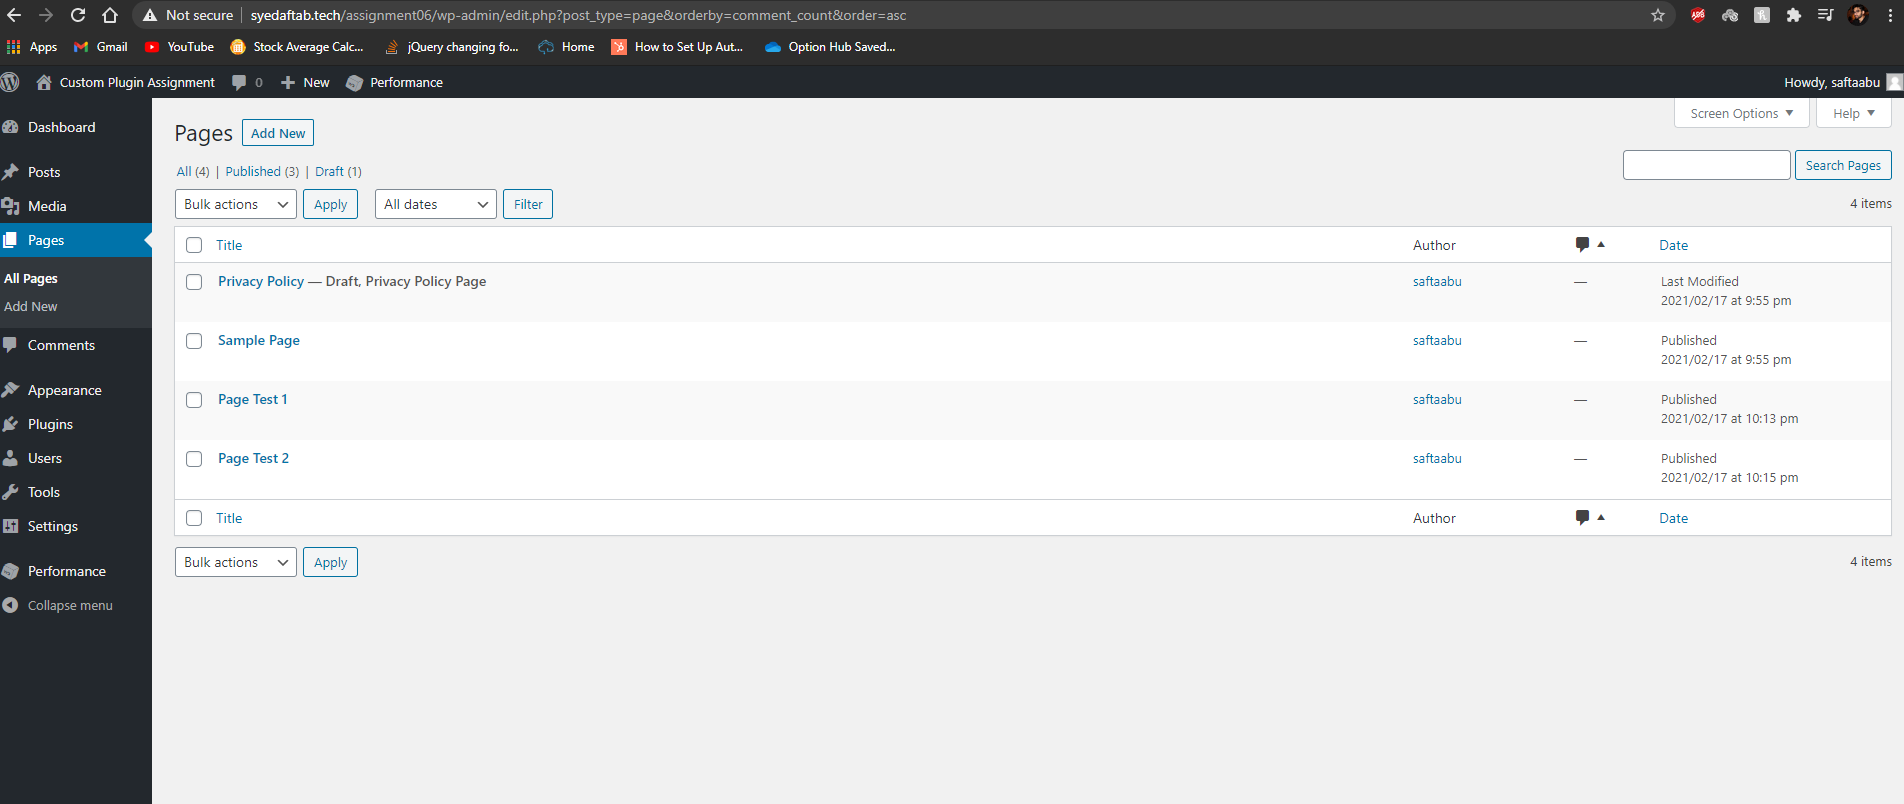 Not secure | syedaftab.tech/assignment06/wp-admin/edit.php?post_type=page&orderby=comment_count&order=asc
Apps Gmail YouTube Stock Average Calc... jQuery changing fo... Home How to Set Up Aut... Option Hub Saved...
Custom Plugin Assignment 0 New Performance Howdy, saftaabu
Screen Options Help
Dashboard
Posts
Media
Pages
All Pages
Add New
Comments
Appearance
Plugins
Users
Tools
Settings
Performance
Collapse menu
Pages Add New
All (4) | Published (3) | Draft (1)
Search Pages
Bulk actions Apply All dates Filter 4 items
Title Author Date
Privacy Policy — Draft, Privacy Policy Page saftaabu — Last Modified
2021/02/17 at 9:55 pm
Sample Page saftaabu — Published
2021/02/17 at 9:55 pm
Page Test 1 saftaabu — Published
2021/02/17 at 10:13 pm
Page Test 2 saftaabu — Published
2021/02/17 at 10:15 pm
Title Author Date
Bulk actions Apply 4 items